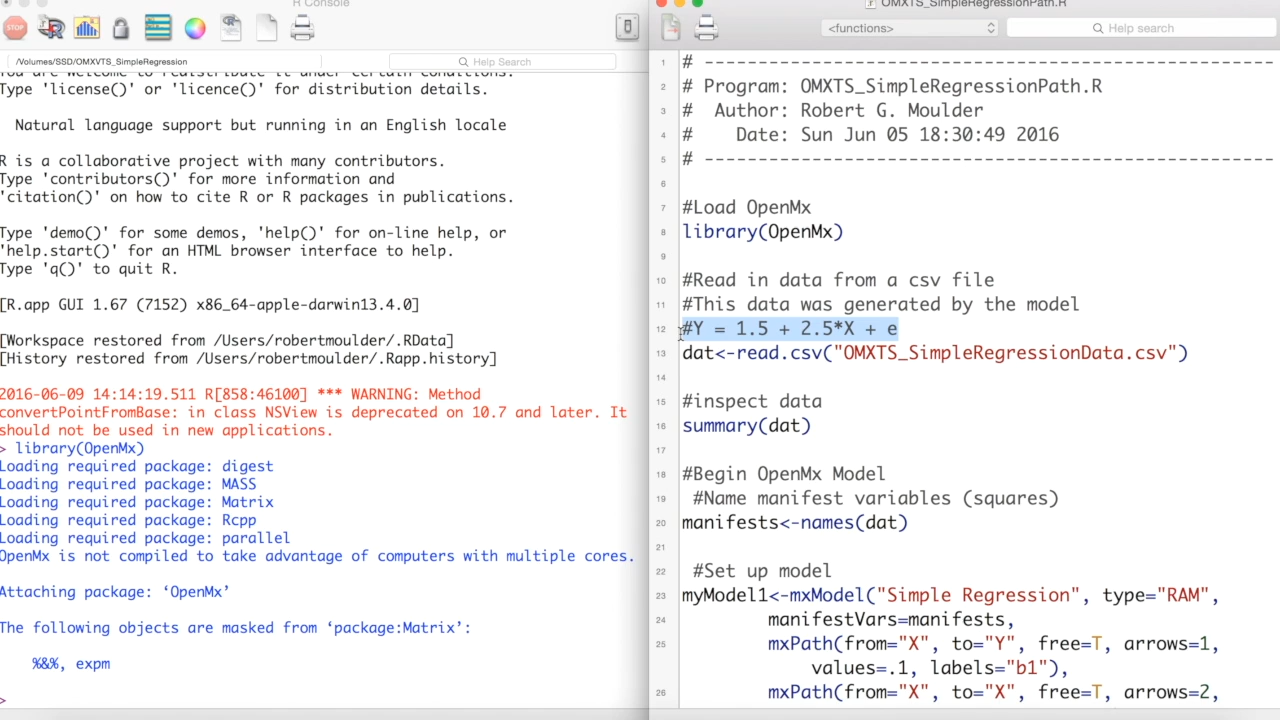 R Console
STOP
/Volumes/SSD/OMXVTS_SimpleRegression
Help Search
You are welcome to redistribute it under certain conditions.
Type 'license()' or 'licence()' for distribution details.
Natural language support but running in an English locale
R is a collaborative project with many contributors.
Type 'contributors()' for more information and
'citation()' on how to cite R or R packages in publications.
Type 'demo()' for some demos, 'help()' for on-line help, or
'help.start()' for an HTML browser interface to help.
Type 'q()' to quit R.
[R.app GUI 1.67 (7152) x86_64-apple-darwin13.4.0]
[Workspace restored from /Users/robertmoulder/.RData]
[History restored from /Users/robertmoulder/.Rapp.history]
2016-06-09 14:14:19.511 R[858:46100] *** WARNING: Method
convertPointFromBase: in class NSView is deprecated on 10.7 and later. It
should not be used in new applications.
> library(OpenMx)
Loading required package: digest
Loading required package: MASS
Loading required package: Matrix
Loading required package: Rcpp
Loading required package: parallel
OpenMx is not compiled to take advantage of computers with multiple cores.
Attaching package: ‘OpenMx’
The following objects are masked from ‘package:Matrix’:
%&%, expm
>
OMXTS_SimpleRegressionPath.R
<functions>
Help search
1 # -----------------------------------------------------
2 # Program: OMXTS_SimpleRegressionPath.R
3 # Author: Robert G. Moulder
4 # Date: Sun Jun 05 18:30:49 2016
5 # -----------------------------------------------------
6
7 #Load OpenMx
8 library(OpenMx)
9
10 #Read in data from a csv file
11 #This data was generated by the model
12 #Y = 1.5 + 2.5*X + e
13 dat<-read.csv("OMXTS_SimpleRegressionData.csv")
14
15 #inspect data
16 summary(dat)
17
18 #Begin OpenMx Model
19 #Name manifest variables (squares)
20 manifests<-names(dat)
21
22 #Set up model
23 myModel1<-mxModel("Simple Regression", type="RAM",
24 manifestVars=manifests,
25 mxPath(from="X", to="Y", free=T, arrows=1,
values=.1, labels="b1"),
26 mxPath(from="X", to="X", free=T, arrows=2,